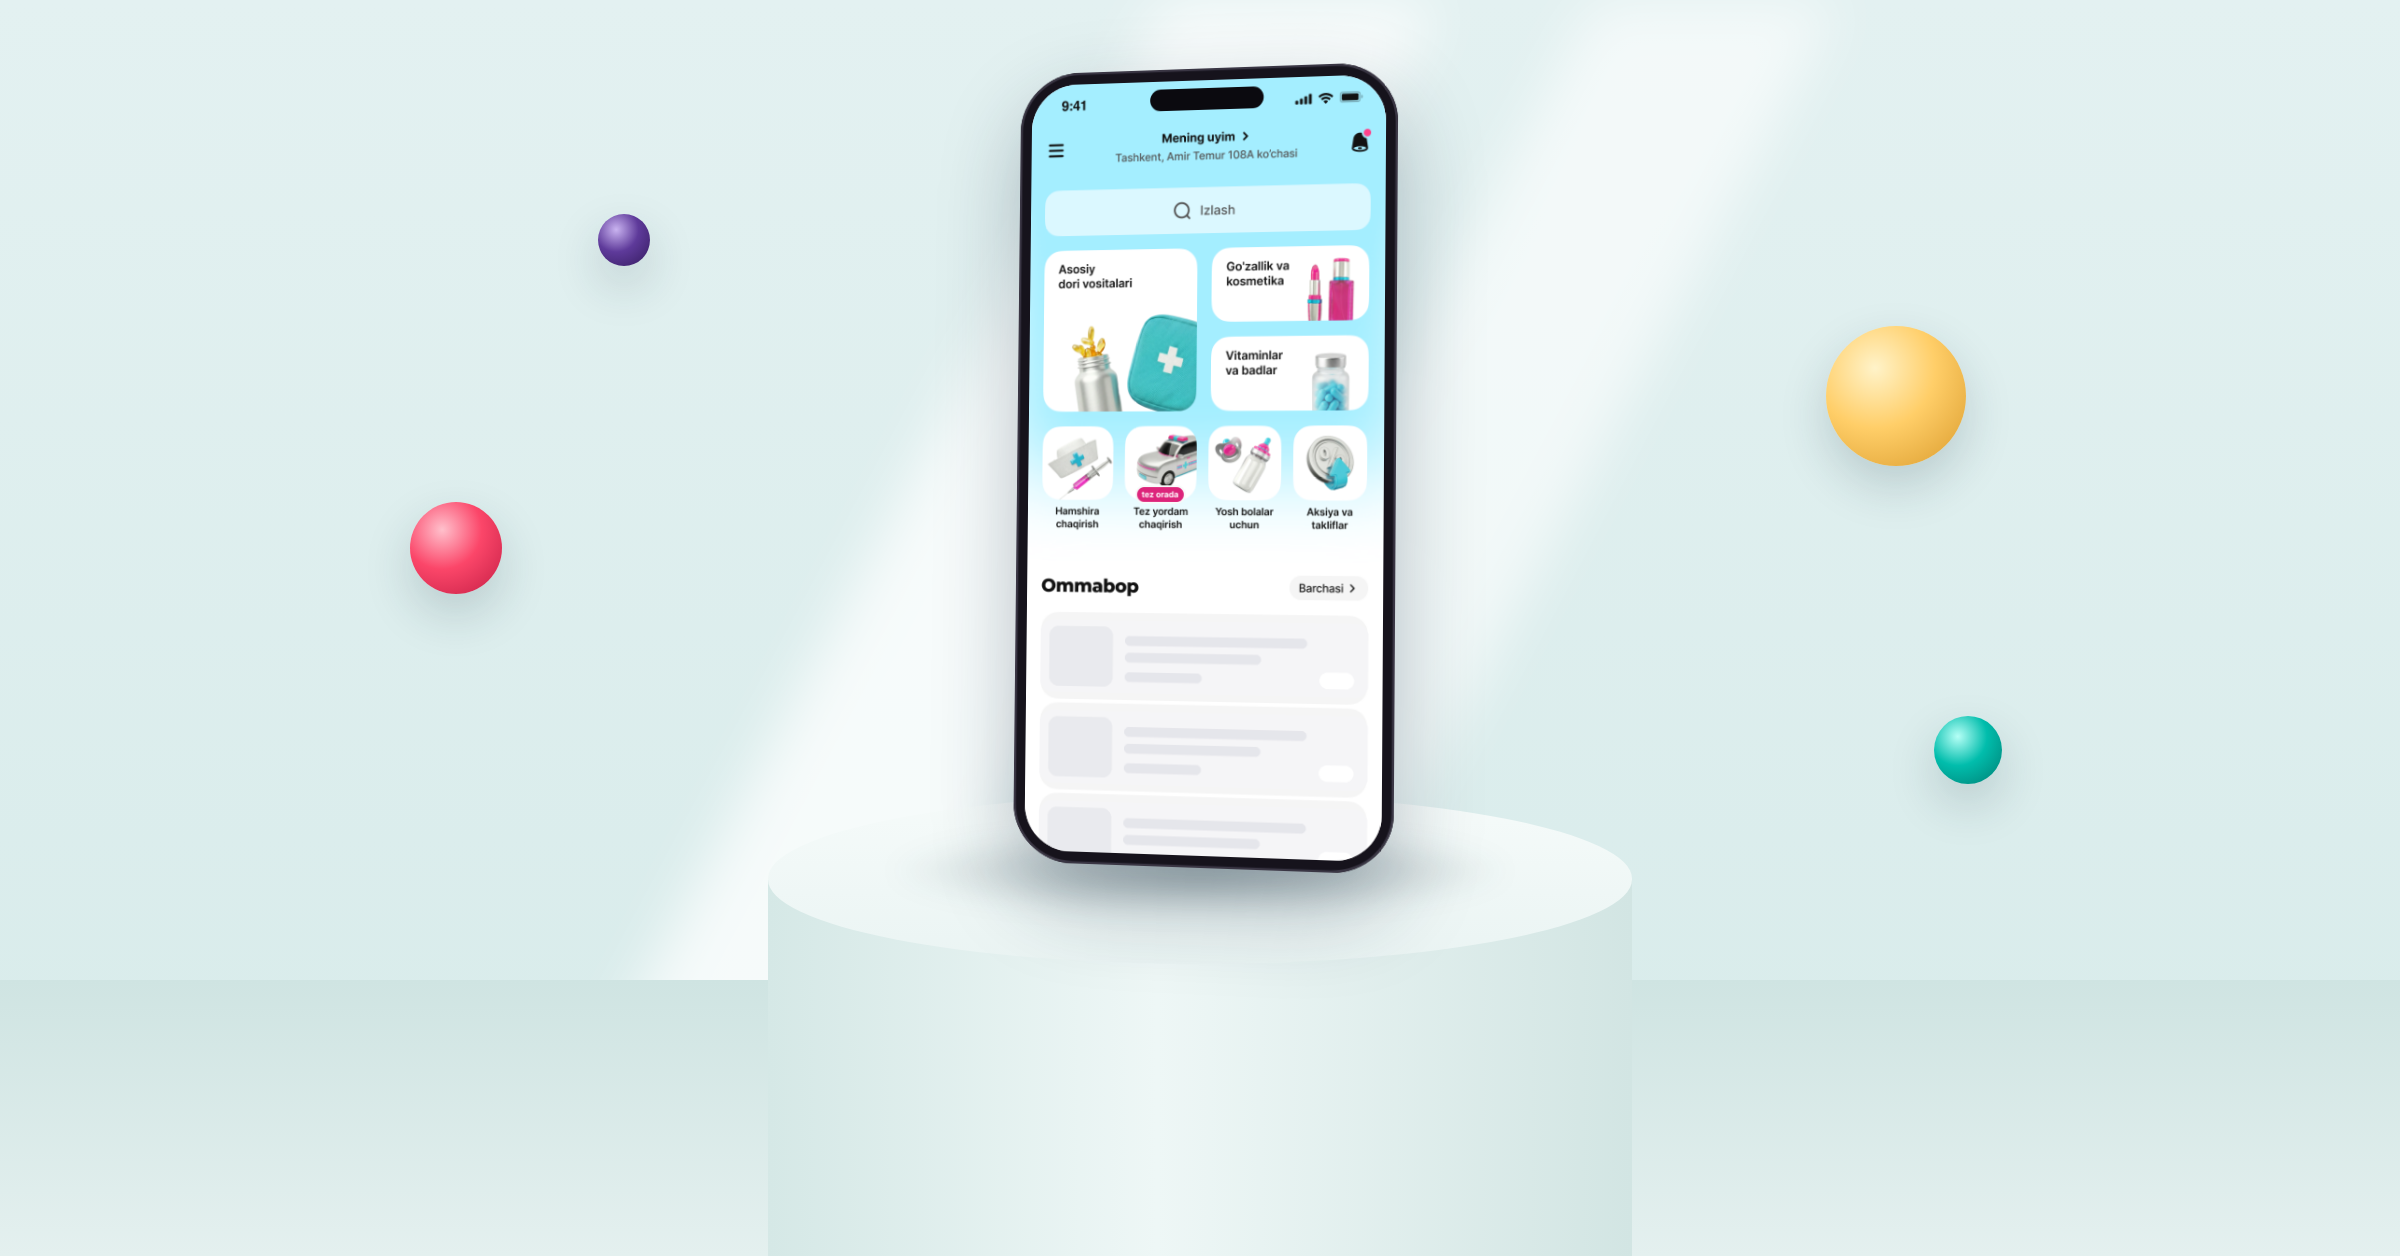 9:41
Mening uyim
Tashkent, Amir Temur 108A ko'chasi
Izlash
Asosiy
dori vositalari
Go'zallik va
kosmetika
Vitaminlar
va badlar
tez orada
Hamshira
chaqirish
Tez yordam
chaqirish
Yosh bolalar
uchun
Aksiya va
takliflar
Ommabop
Barchasi